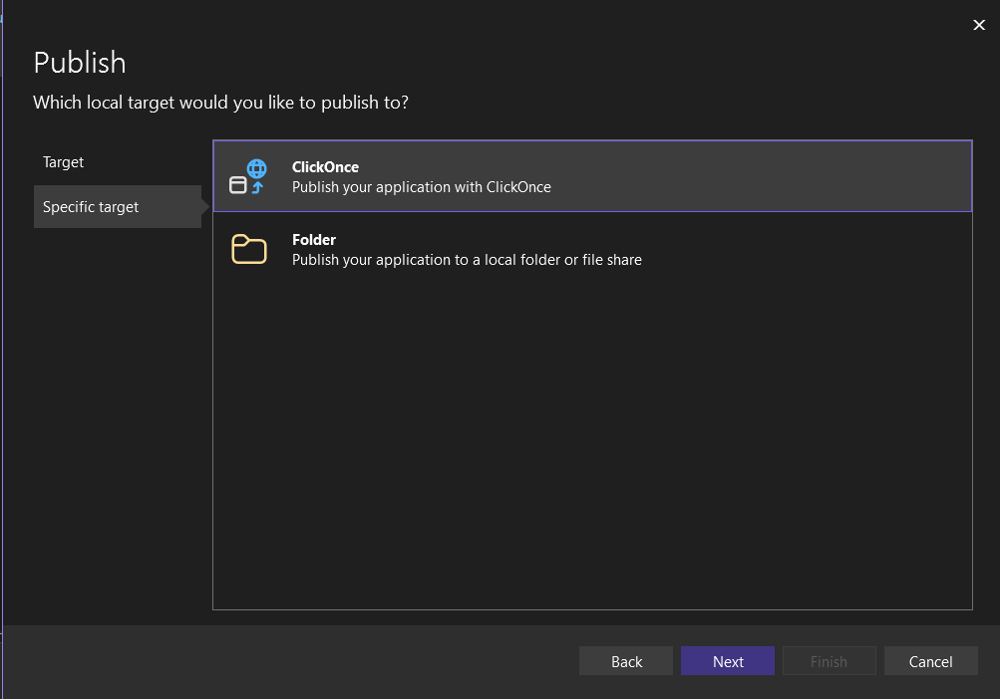 Publish
Which local target would you like to publish to?
Target
Specific target
ClickOnce
Publish your application with ClickOnce
Folder
Publish your application to a local folder or file share
Back
Next
Finish
Cancel